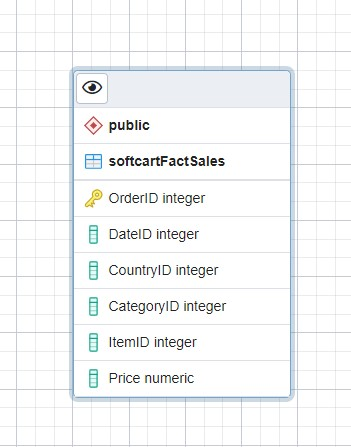 public
softcartFactSales
OrderID integer
DateID integer
CountryID integer
CategoryID integer
ItemID integer
Price numeric